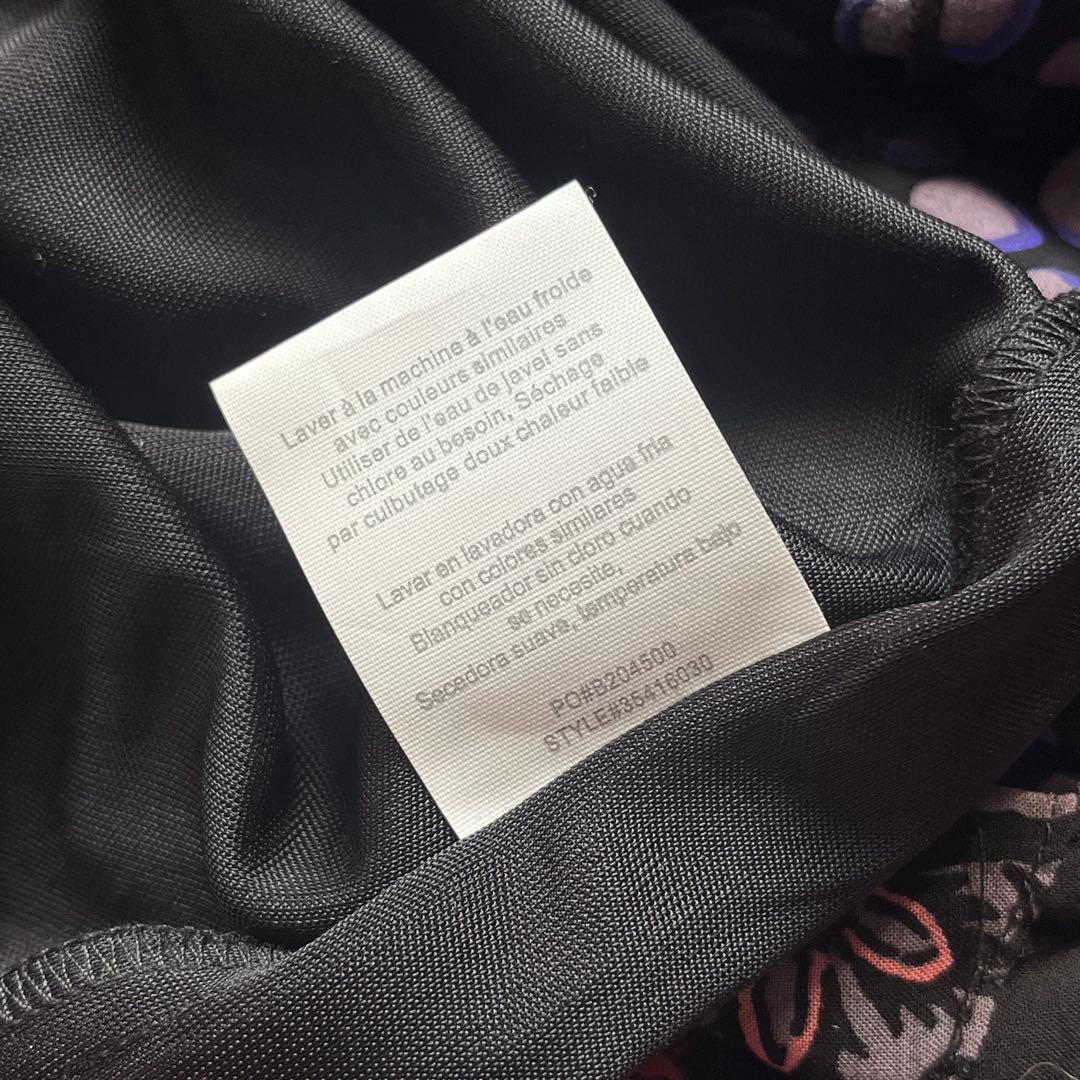 Laver à la machine à l'eau froide
avec couleurs similaires
Utiliser de l'eau de javel sans
chlore au besoin, Séchage
par culbutage doux chaleur faible
Lavar en lavadora con agua fria
con colores similares
Blanqueador sin cloro cuando
se necesite,
Secadora suave, temperatura bajo
PO#B204500
STYLE#35416030